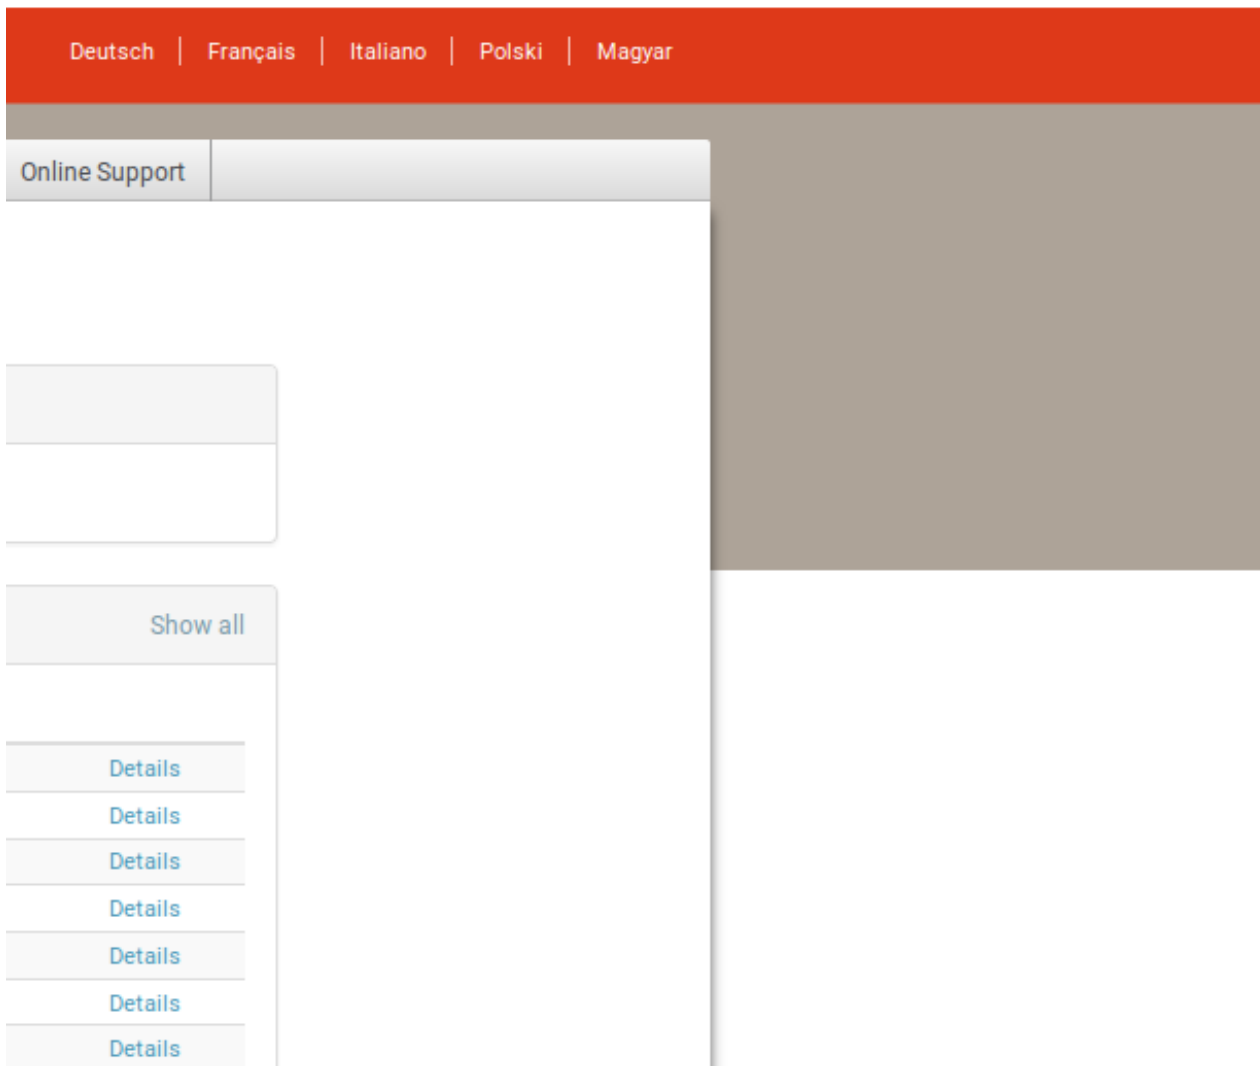 Deutsch | Français | Italiano | Polski | Magyar
Online Support
Show all
Details
Details
Details
Details
Details
Details
Details